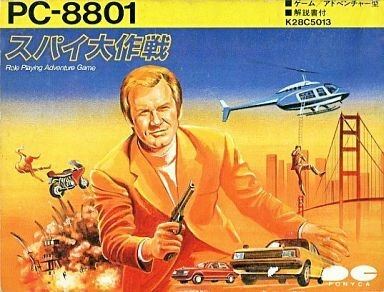 PC-8801
■ゲーム/アドベンチャー型
■解説書付
K28C5013
スパイ大作戦
Role Playing Adventure Game
PC
PONYCA